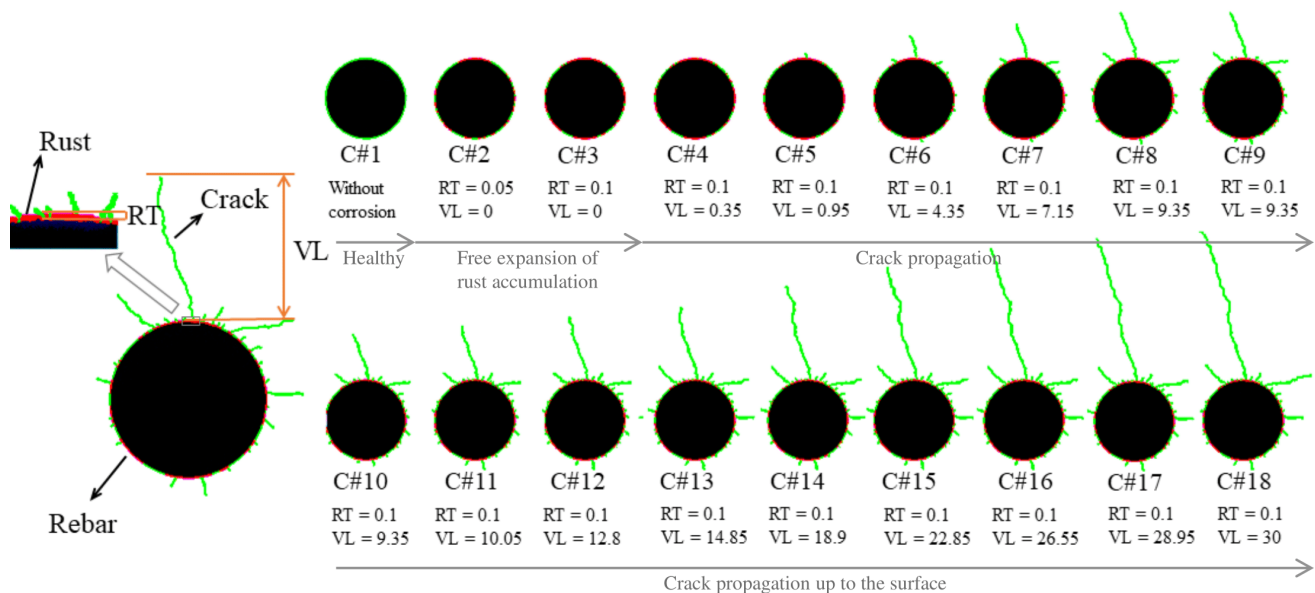 Rust
RT
Crack
VL
Rebar
C#1
Without
corrosion
C#2
RT = 0.05
VL = 0
C#3
RT = 0.1
VL = 0
C#4
RT = 0.1
VL = 0.35
C#5
RT = 0.1
VL = 0.95
C#6
RT = 0.1
VL = 4.35
C#7
RT = 0.1
VL = 7.15
C#8
RT = 0.1
VL = 9.35
C#9
RT = 0.1
VL = 9.35
Healthy
Free expansion of
rust accumulation
Crack propagation
C#10
RT = 0.1
VL = 9.35
C#11
RT = 0.1
VL = 10.05
C#12
RT = 0.1
VL = 12.8
C#13
RT = 0.1
VL = 14.85
C#14
RT = 0.1
VL = 18.9
C#15
RT = 0.1
VL = 22.85
C#16
RT = 0.1
VL = 26.55
C#17
RT = 0.1
VL = 28.95
C#18
RT = 0.1
VL = 30
Crack propagation up to the surface